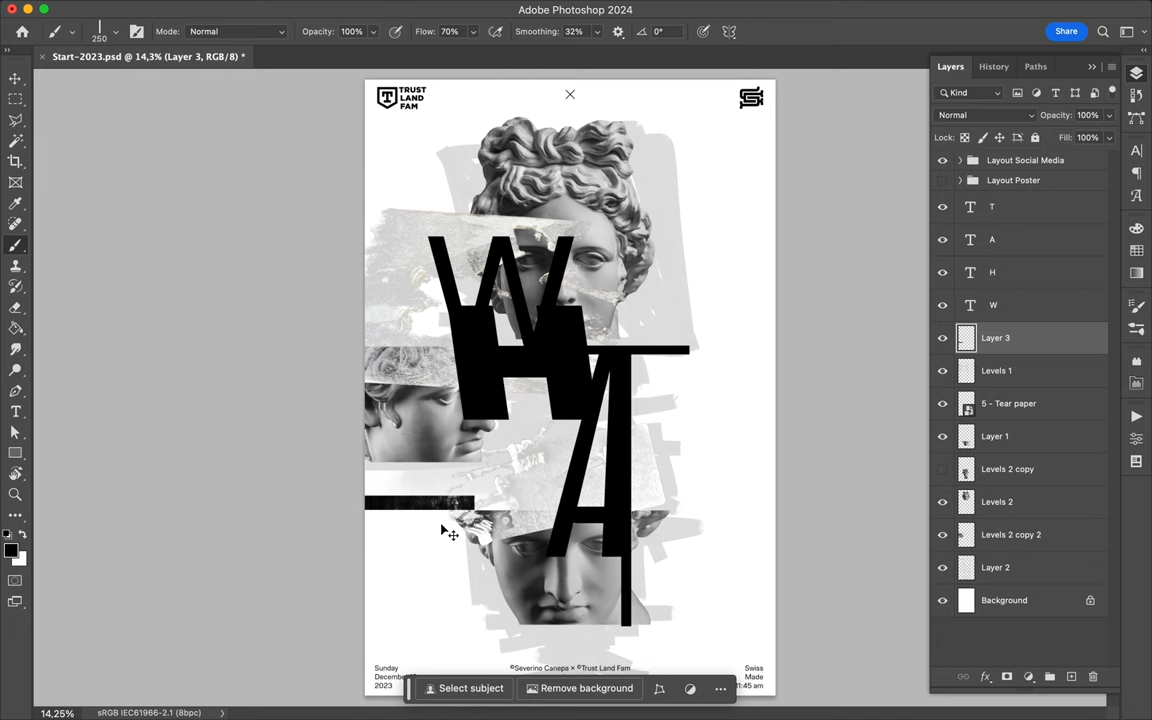 Adobe Photoshop 2024
250
Mode: Normal
Opacity: 100%
Flow: 70%
Smoothing: 32%
0°
Share
Start-2023.psd @ 14,3% (Layer 3, RGB/8) *
Layers History Paths
Kind
Normal
Opacity: 100%
Lock:
Fill: 100%
Layout Social Media
Layout Poster
T
A
H
W
Layer 3
Levels 1
5 - Tear paper
Layer 1
Levels 2 copy
Levels 2
Levels 2 copy 2
Layer 2
Background
TRUST
LAND
FAM
W
H
A
T
Sunday
December
2023
©Severino Canepa × ©Trust Land Fam
Swiss
Made
11:45 am
Select subject
Remove background
14,25%
sRGB IEC61966-2.1 (8bpc)